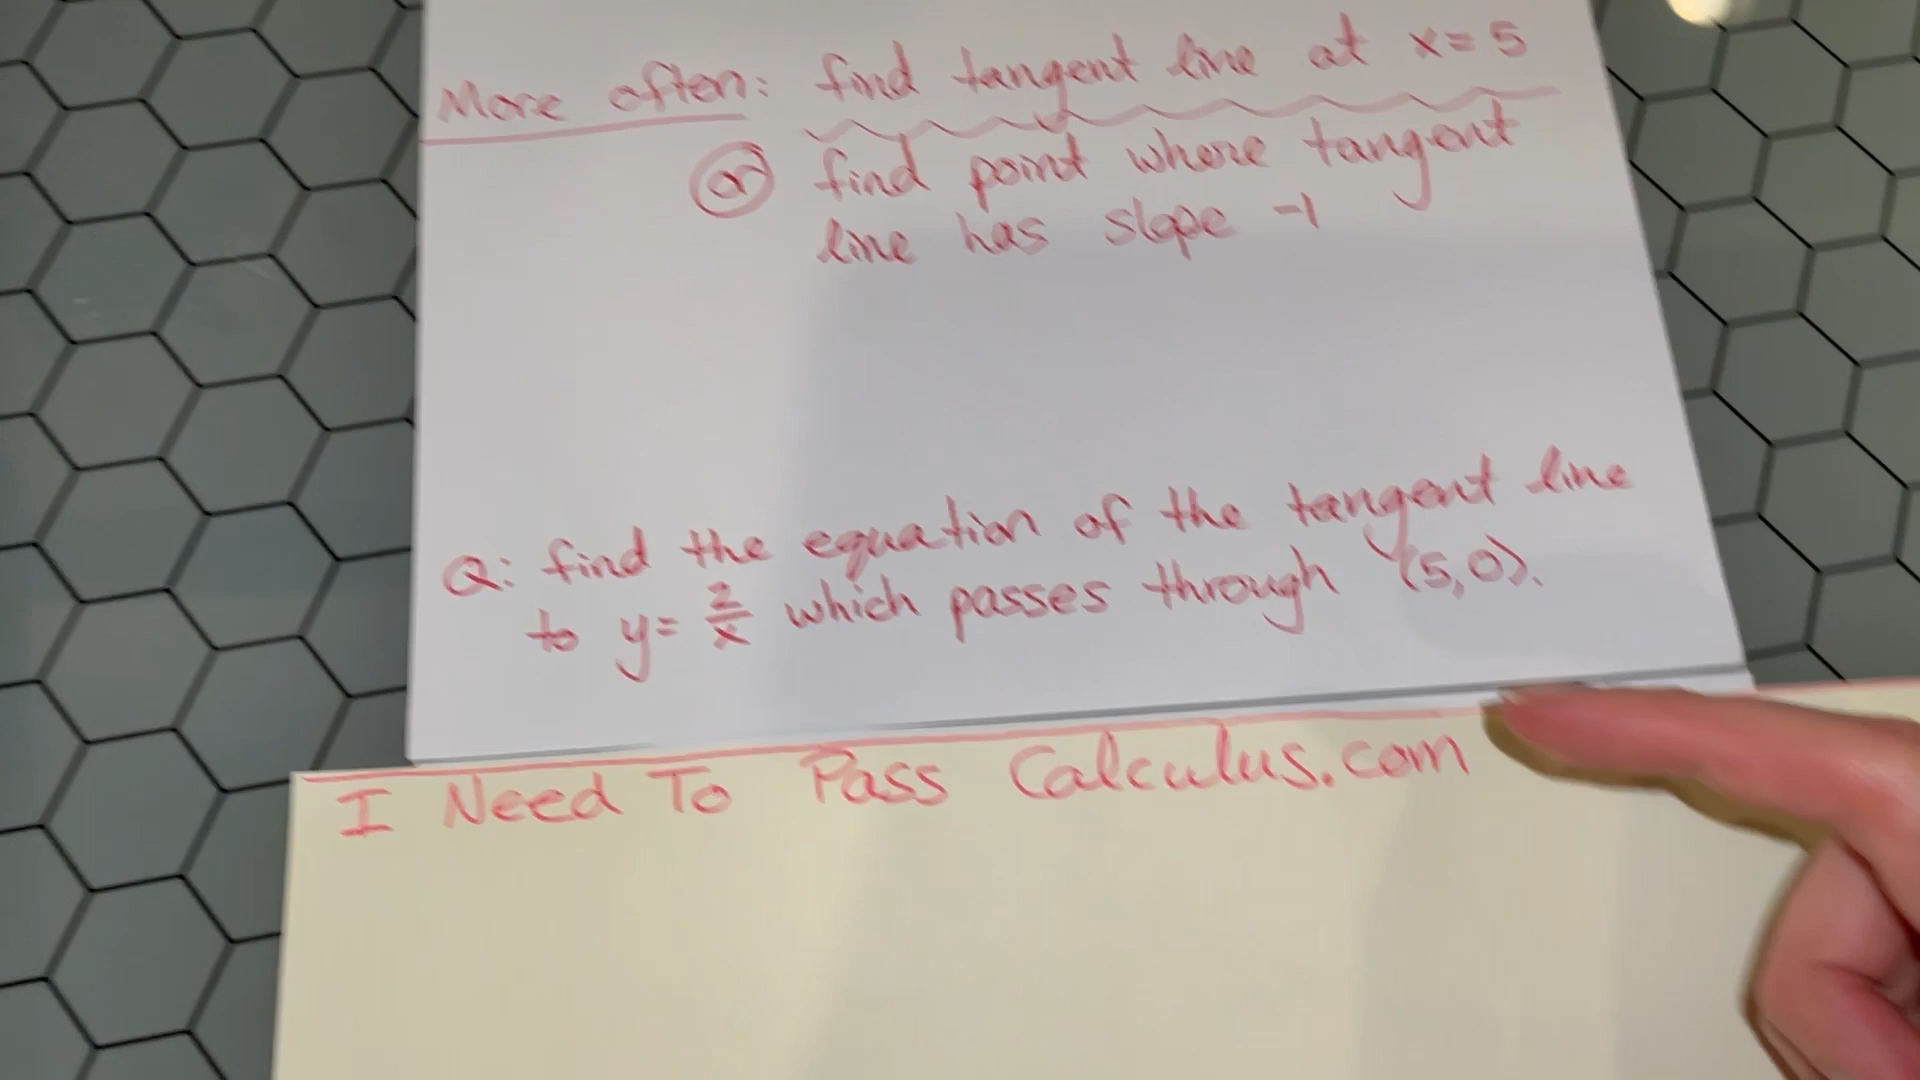 More often: find tangent line at x=5
or find point where tangent
line has slope -1
Q: find the equation of the tangent line
to y= 2/x which passes through (5,0).
I Need To Pass Calculus.com